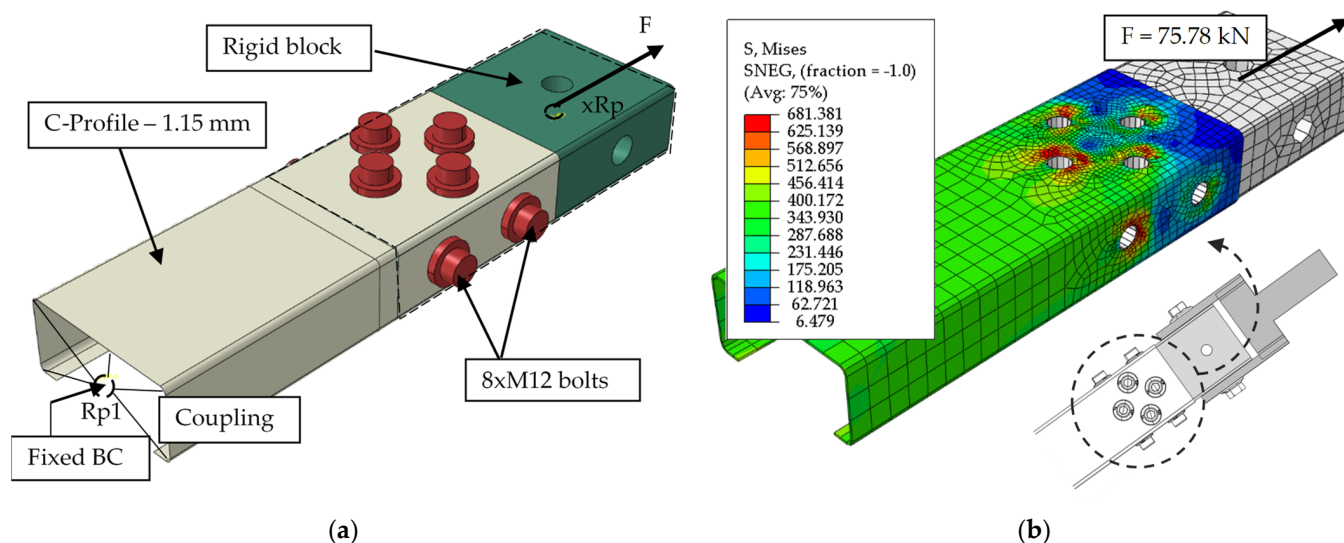 F
Rigid block
xRp
C-Profile – 1.15 mm
8xM12 bolts
Rp1
Coupling
Fixed BC
(a)
F = 75.78 kN
S, Mises
SNEG, (fraction = -1.0)
(Avg: 75%)
681.381
625.139
568.897
512.656
456.414
400.172
343.930
287.688
231.446
175.205
118.963
62.721
6.479
(b)